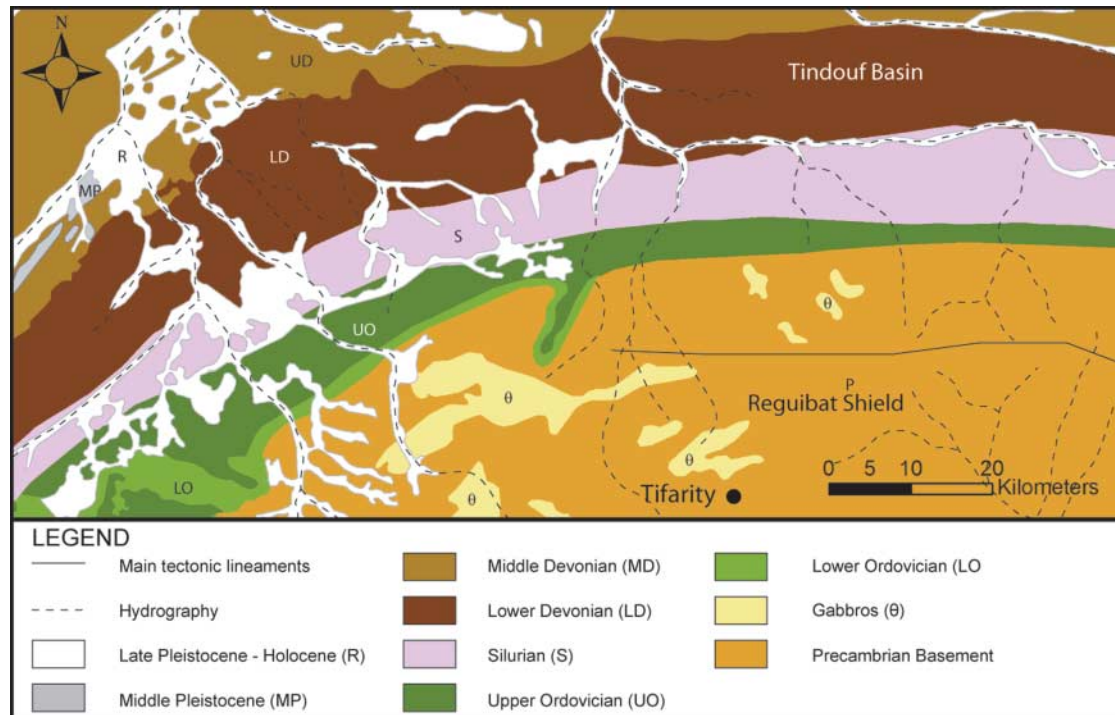 N
UD
Tindouf Basin
R
LD
MP
S
UO
θ
θ
P
Reguibat Shield
θ
LO
θ
Tifarity
0 5 10 20
Kilometers
LEGEND
Main tectonic lineaments
Hydrography
Late Pleistocene - Holocene (R)
Middle Pleistocene (MP)
Middle Devonian (MD)
Lower Devonian (LD)
Silurian (S)
Upper Ordovician (UO)
Lower Ordovician (LO
Gabbros (θ)
Precambrian Basement